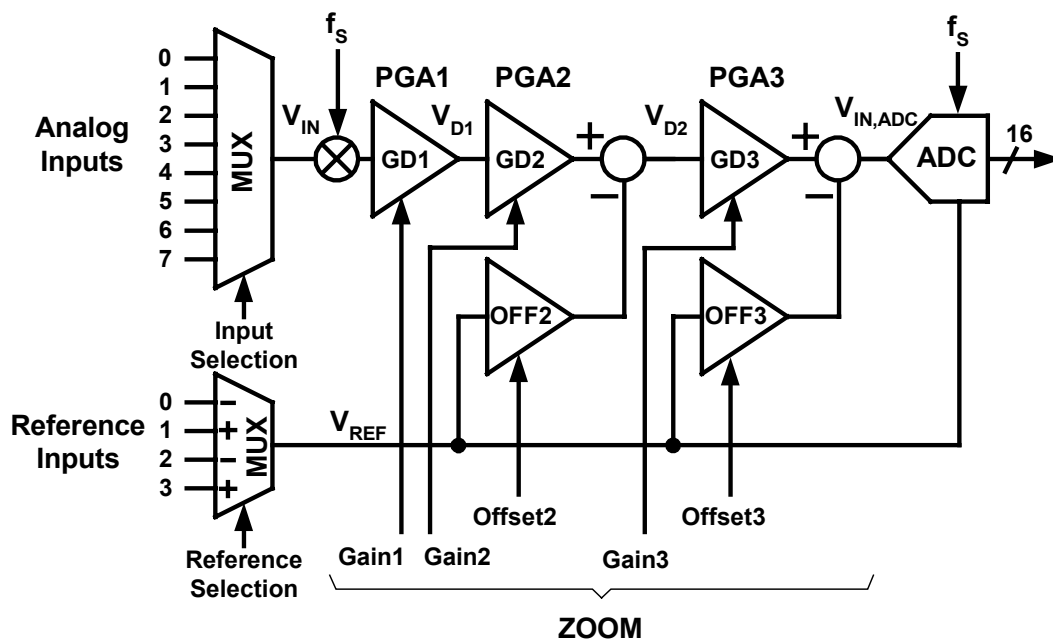 f_S
f_S
0
1
2
3
4
5
6
7
Analog
Inputs
MUX
V_IN
PGA1
PGA2
PGA3
V_D1
V_D2
V_IN,ADC
GD1
GD2
GD3
+
−
+
−
ADC
16
OFF2
OFF3
Input
Selection
Reference
Inputs
0
1
2
3
−
+
−
+
MUX
V_REF
Offset2
Offset3
Reference
Selection
Gain1
Gain2
Gain3
ZOOM